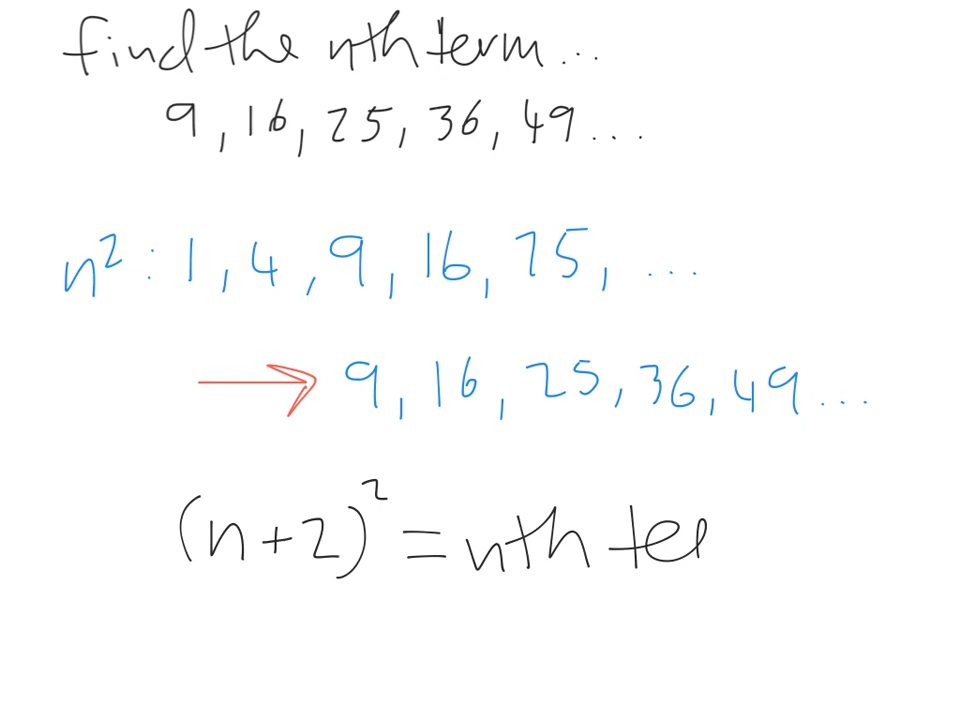 find the nth term...
9, 16, 25, 36, 49...
n² : 1, 4, 9, 16, 25, ...
→ 9, 16, 25, 36, 49...
(n+2)² = nth ter